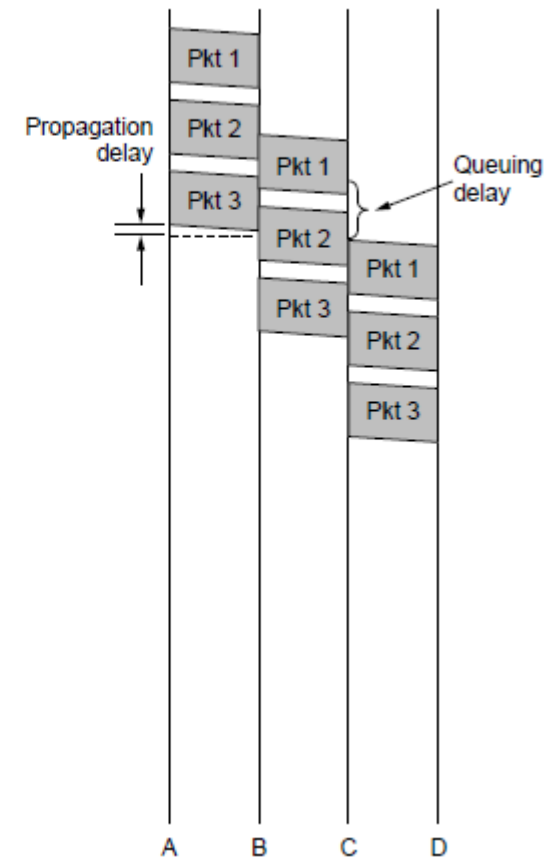 Pkt 1
Pkt 2
Pkt 3
Propagation
delay
Pkt 1
Pkt 2
Pkt 3
Queuing
delay
Pkt 1
Pkt 2
Pkt 3
A B C D